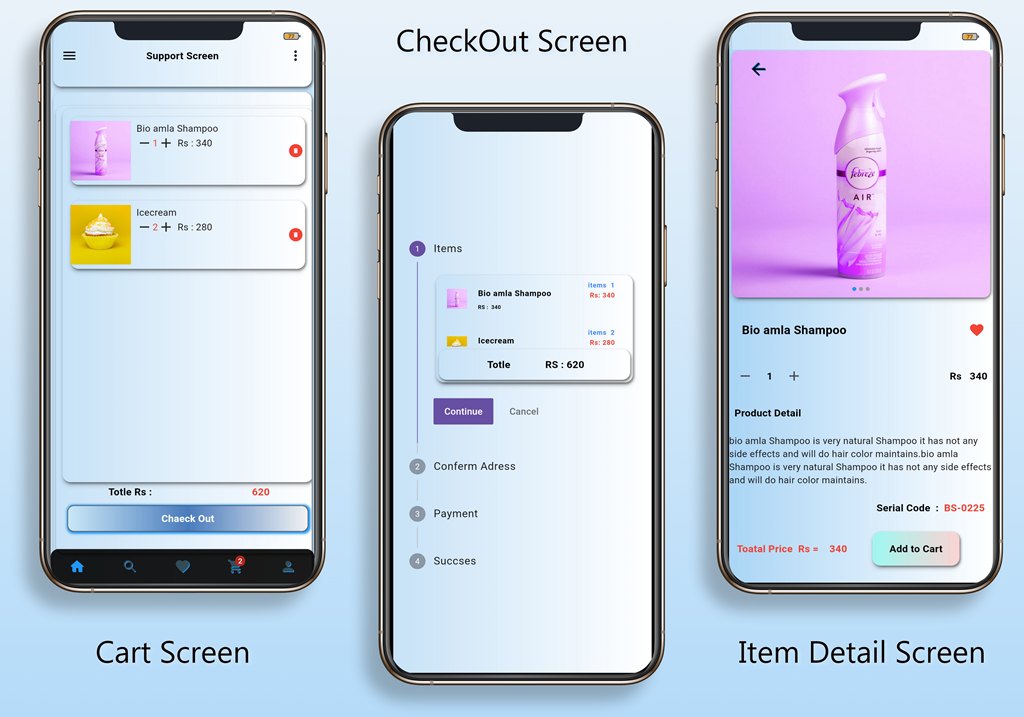 CheckOut Screen
77
Support Screen
Bio amla Shampoo
1 Rs : 340
Icecream
2 Rs : 280
Totle Rs : 620
Chaeck Out
2
Cart Screen
1 Items
Bio amla Shampoo
items 1
Rs: 340
RS : 340
Icecream
items 2
Rs: 280
Totle RS : 620
Continue Cancel
2 Conferm Adress
3 Payment
4 Succses
77
febreze
AIR
Bio amla Shampoo
1 Rs 340
Product Detail
bio amla Shampoo is very natural Shampoo it has not any
side effects and will do hair color maintains.bio amla
Shampoo is very natural Shampoo it has not any side effects
and will do hair color maintains.
Serial Code : BS-0225
Toatal Price Rs = 340
Add to Cart
Item Detail Screen